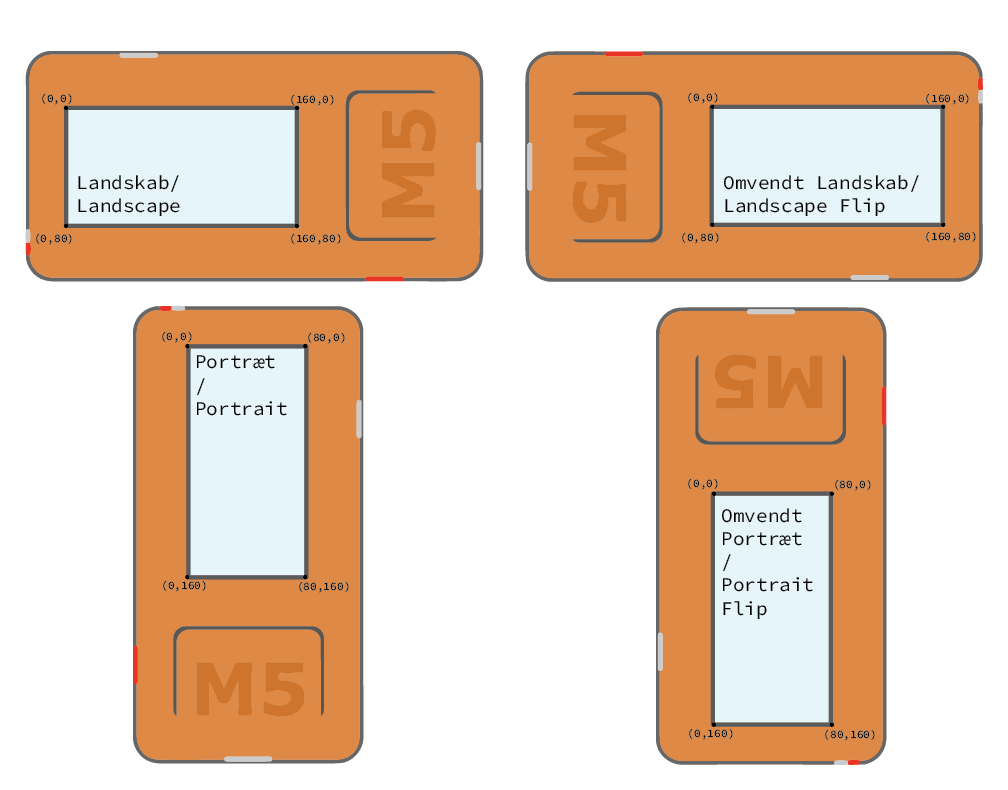 (0,0)
(160,0)
M5
Landskab/
Landscape
(0,80)
(160,80)
M5
(0,0)
(160,0)
Omvendt Landskab/
Landscape Flip
(0,80)
(160,80)
(0,0)
(80,0)
Portræt
/
Portrait
(0,160)
(80,160)
M5
M5
(0,0)
(80,0)
Omvendt
Portræt
/
Portrait
Flip
(0,160)
(80,160)